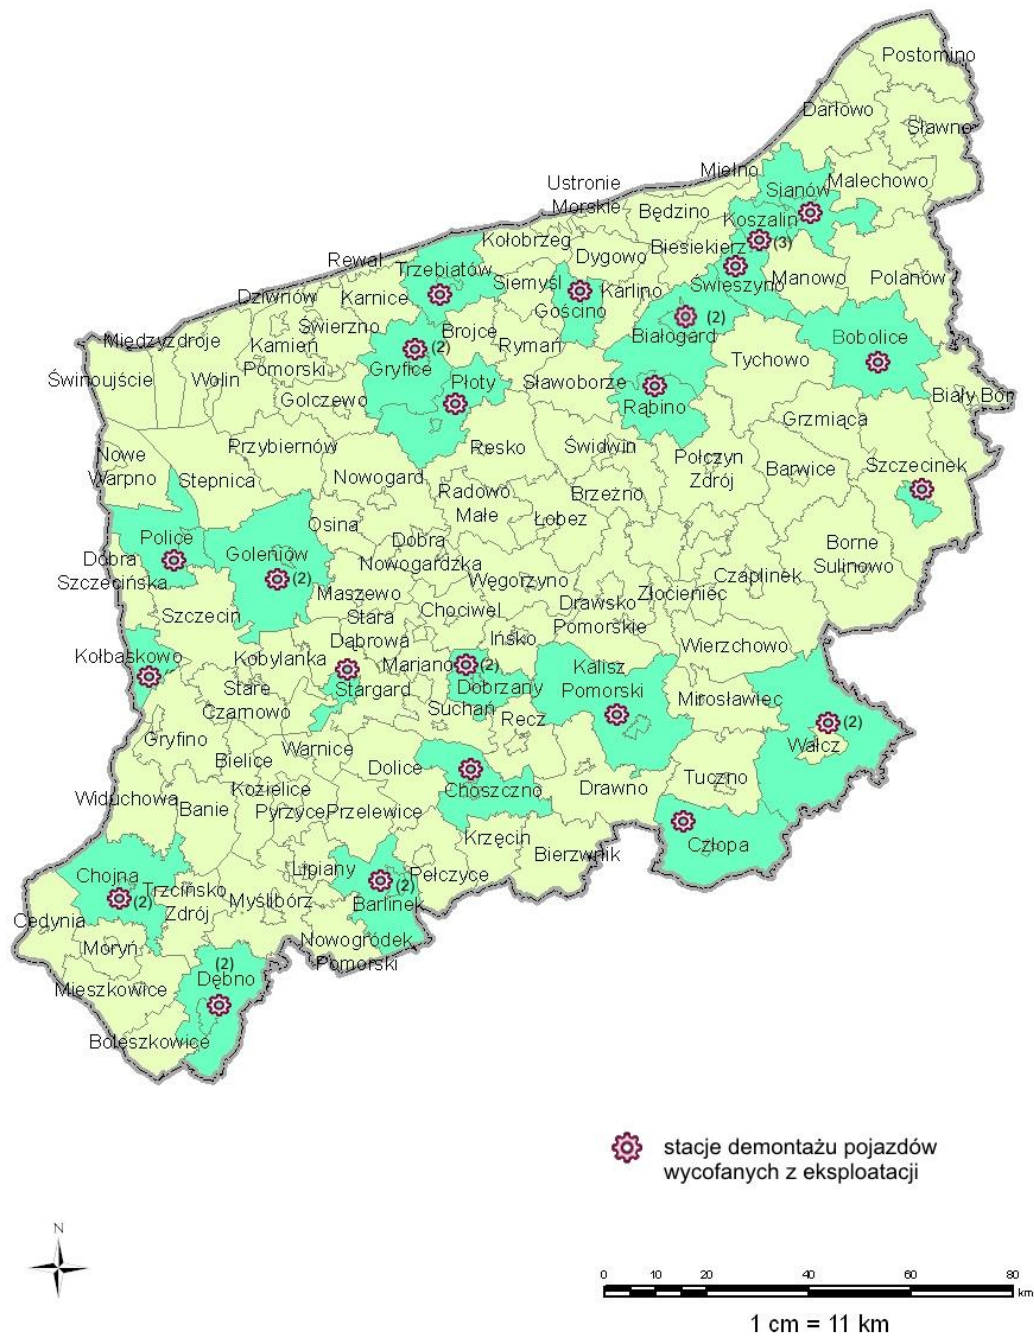 Postomino
Darłowo
Sławno
Mielno
Sianów
Malechowo
Ustronie
Morskie
Będzino
Koszalin
(3)
Kołobrzeg
Biesiekierz
Dygowo
Rewal
Trzebiatów
Siemyśl
Karlino
Świeszyno
Manowo
Polanów
Dziwnów
Karnice
Gościno
Świerzno
Brojce
Białogard
(2)
Międzyzdroje
Kamień
Pomorski
Gryfice
(2)
Rymań
Tychowo
Bobolice
Świnoujście
Wolin
Płoty
Sławoborze
Rąbino
Biały Bór
Golczewo
Grzmiąca
Przybiernów
Resko
Świdwin
Połczyn
Zdrój
Barwice
Szczecinek
Nowe
Warpno
Stepnica
Nowogard
Radowo
Małe
Brzeżno
Łobez
Osina
Police
Goleniów
(2)
Dobra
Nowogardzka
Borne
Sulinowo
Dobra
Szczecińska
Maszewo
Węgorzyno
Czaplinek
Złocieniec
Szczecin
Chociwel
Drawsko
Pomorskie
Stara
Dąbrowa
Ińsko
Wierzchowo
Kołbaskowo
Kobylanka
Marianowo
(2)
Kalisz
Pomorski
Stare
Czarnowo
Stargard
Dobrzany
Suchań
Mirosławiec
Recz
(2)
Gryfino
Warnice
Wałcz
Bielice
Dolice
Tuczno
Kozielice
Choszczno
Drawno
Widuchowa
Banie
Pyrzyce
Przelewice
Krzęcin
Człopa
Bierzwnik
Chojna
(2)
Lipiany
Pełczyce
Trzcińsko
Zdrój
Myślibórz
(2)
Barlinek
Cedynia
Moryń
Nowogródek
Pomorski
(2)
Dębno
Mieszkowice
Boleszkowice
stacje demontażu pojazdów
wycofanych z eksploatacji
N
0 10 20 40 60 80
km
1 cm = 11 km